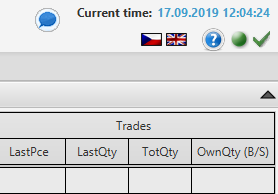 Current time: 17.09.2019 12:04:24
?
Trades
LastPce LastQty TotQty OwnQty (B/S)